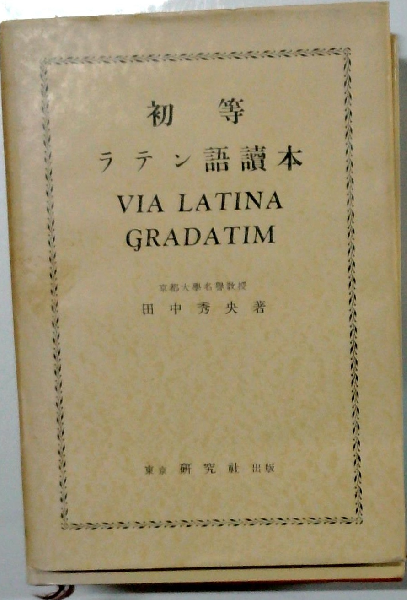 初等
ラテン語讀本
VIA LATINA
GRADATIM
京都大學名譽敎授
田中秀央著
東京 研究社 出版